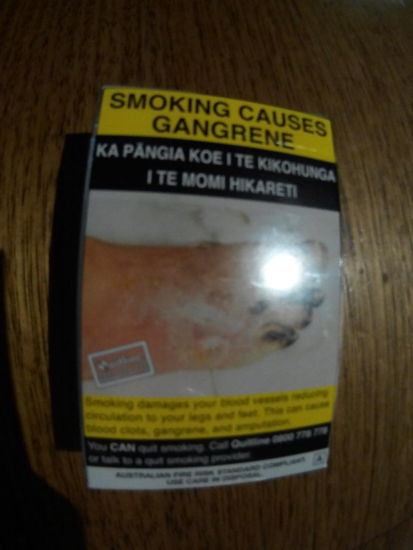 SMOKING CAUSES
GANGRENE
KA PĀNGIA KOE I TE KIKOHUNGA
I TE MOMI HIKARETI
Smoking damages your blood vessels reducing
circulation to your legs and feet. This can cause
blood clots, gangrene, and amputation.
You CAN quit smoking. Call Quitline 0800 778 778
or talk to a quit smoking provider.
AUSTRALIAN FIRE RISK STANDARD COMPLIANT
USE CARE IN DISPOSAL.